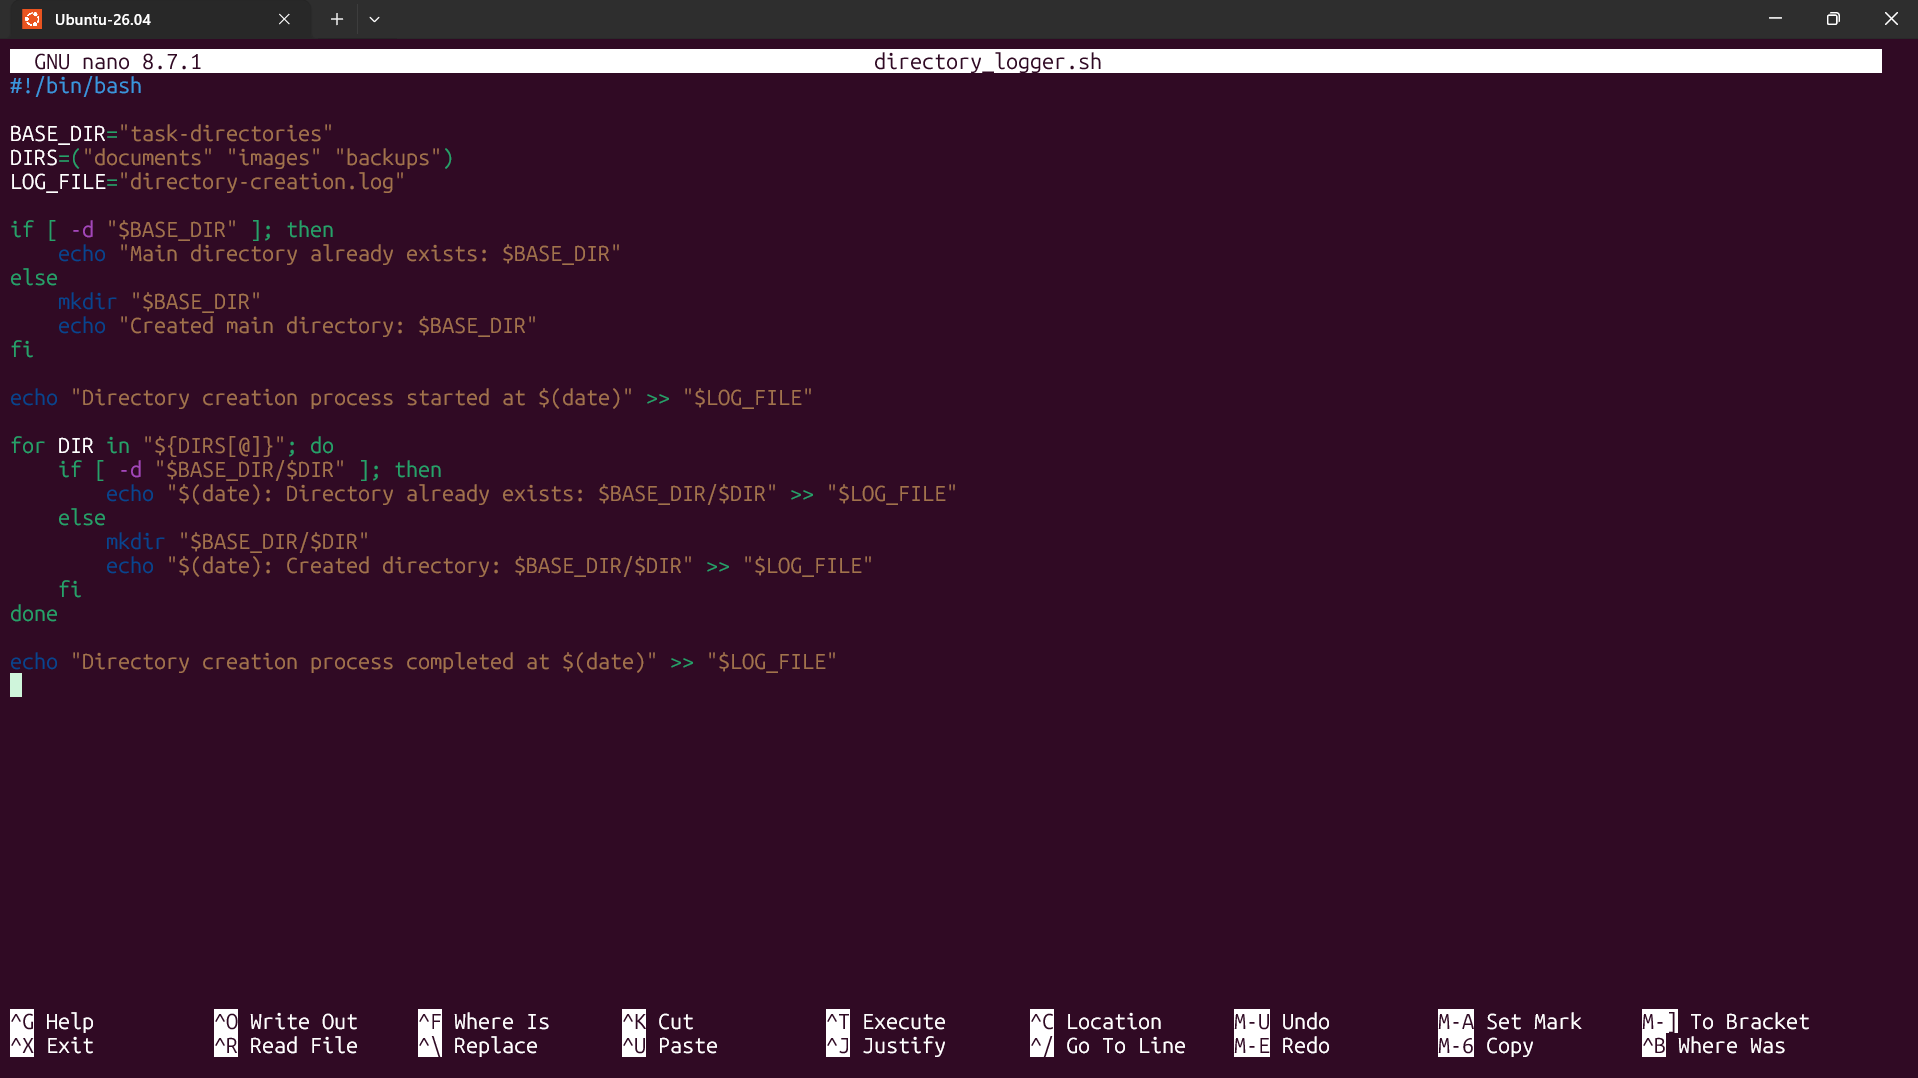 Ubuntu-26.04
GNU nano 8.7.1 directory_logger.sh
#!/bin/bash

BASE_DIR="task-directories"
DIRS=("documents" "images" "backups")
LOG_FILE="directory-creation.log"

if [ -d "$BASE_DIR" ]; then
    echo "Main directory already exists: $BASE_DIR"
else
    mkdir "$BASE_DIR"
    echo "Created main directory: $BASE_DIR"
fi

echo "Directory creation process started at $(date)" >> "$LOG_FILE"

for DIR in "${DIRS[@]}"; do
    if [ -d "$BASE_DIR/$DIR" ]; then
        echo "$(date): Directory already exists: $BASE_DIR/$DIR" >> "$LOG_FILE"
    else
        mkdir "$BASE_DIR/$DIR"
        echo "$(date): Created directory: $BASE_DIR/$DIR" >> "$LOG_FILE"
    fi
done

echo "Directory creation process completed at $(date)" >> "$LOG_FILE"

^G Help ^O Write Out ^F Where Is ^K Cut ^T Execute ^C Location M-U Undo M-A Set Mark M-] To Bracket
^X Exit ^R Read File ^\ Replace ^U Paste ^J Justify ^/ Go To Line M-E Redo M-6 Copy ^B Where Was